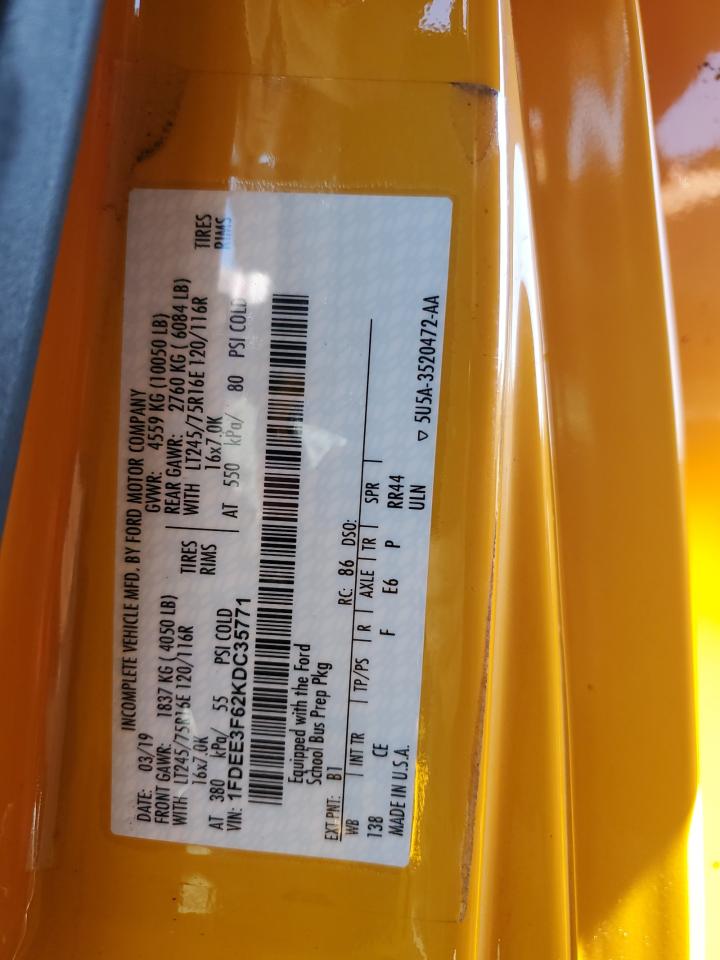 INCOMPLETE VEHICLE MFD. BY FORD MOTOR COMPANY
DATE: 03/19 GVWR: 4559 KG (10050 LB)
FRONT GAWR: 1837 KG ( 4050 LB) REAR GAWR: 2760 KG ( 6084 LB)
WITH LT245/75R16E 120/116R TIRES WITH LT245/75R16E 120/116R TIRES
16x7.0K RIMS 16x7.0K RIMS
AT 380 kPa/ 55 PSI COLD AT 550 kPa/ 80 PSI COLD
VIN: 1FDEE3F62KDC35771
Equipped with the Ford
School Bus Prep Pkg
EXT PNT: B1 RC: 86 DSO:
WB INT TR TP/PS R AXLE TR SPR
138 CE F E6 P RR44
MADE IN U.S.A. ULN
▽ 5U5A-3520472-AA